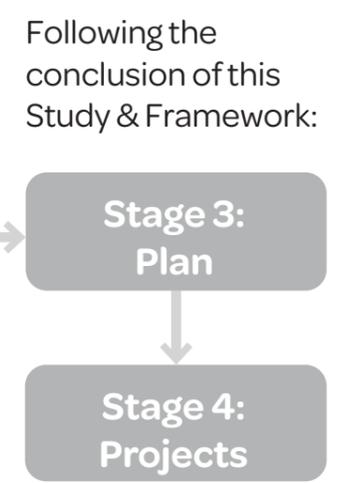 Following the
conclusion of this
Study & Framework:
Stage 3:
Plan
Stage 4:
Projects